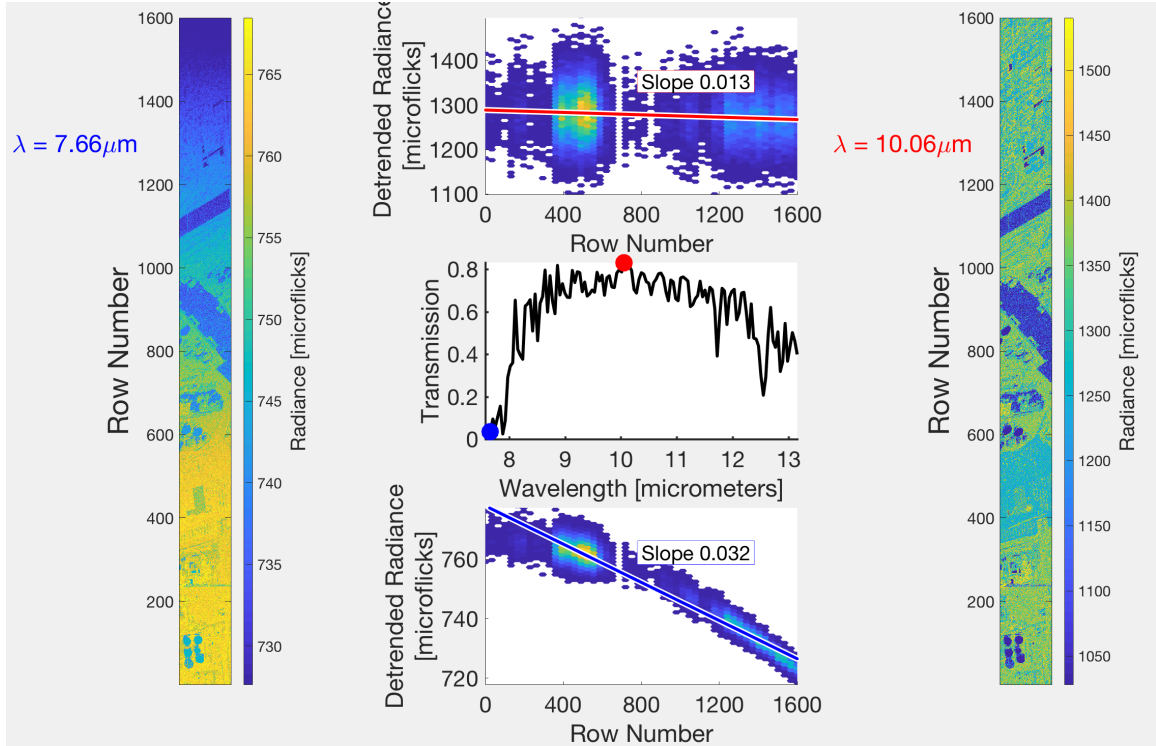 λ = 7.66μm
Row Number
1600
1400
1200
1000
800
600
400
200
Radiance [microflicks]
765
760
755
750
745
740
735
730
Detrended Radiance
[microflicks]
1400
1300
1200
1100
Slope 0.013
0 400 800 1200 1600
Row Number
Transmission
0.8
0.6
0.4
0.2
0
8 9 10 11 12 13
Wavelength [micrometers]
Detrended Radiance
[microflicks]
760
740
720
Slope 0.032
0 400 800 1200 1600
Row Number
λ = 10.06μm
Row Number
1600
1400
1200
1000
800
600
400
200
Radiance [microflicks]
1500
1450
1400
1350
1300
1250
1200
1150
1100
1050